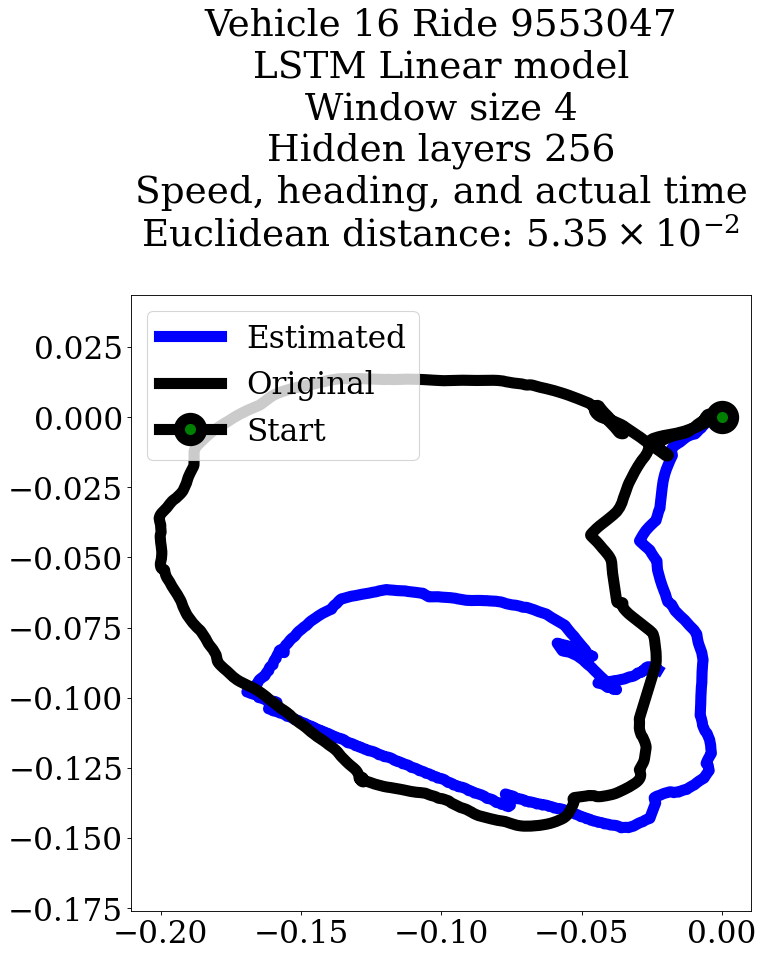 Vehicle 16 Ride 9553047
LSTM Linear model
Window size 4
Hidden layers 256
Speed, heading, and actual time
Euclidean distance: 5.35 × 10⁻²
Estimated
Original
Start
0.025
0.000
−0.025
−0.050
−0.075
−0.100
−0.125
−0.150
−0.175
−0.20 −0.15 −0.10 −0.05 0.00